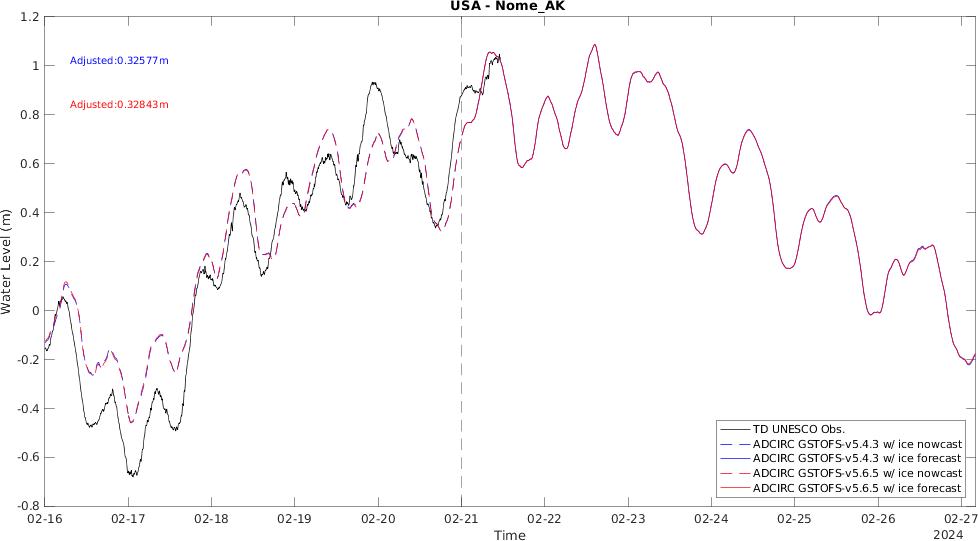 USA - Nome_AK
Adjusted:0.32577m
Adjusted:0.32843m
Water Level (m)
1.2
1
0.8
0.6
0.4
0.2
0
-0.2
-0.4
-0.6
-0.8
TD UNESCO Obs.
ADCIRC GSTOFS-v5.4.3 w/ ice nowcast
ADCIRC GSTOFS-v5.4.3 w/ ice forecast
ADCIRC GSTOFS-v5.6.5 w/ ice nowcast
ADCIRC GSTOFS-v5.6.5 w/ ice forecast
02-16 02-17 02-18 02-19 02-20 02-21 02-22 02-23 02-24 02-25 02-26 02-27
Time
2024